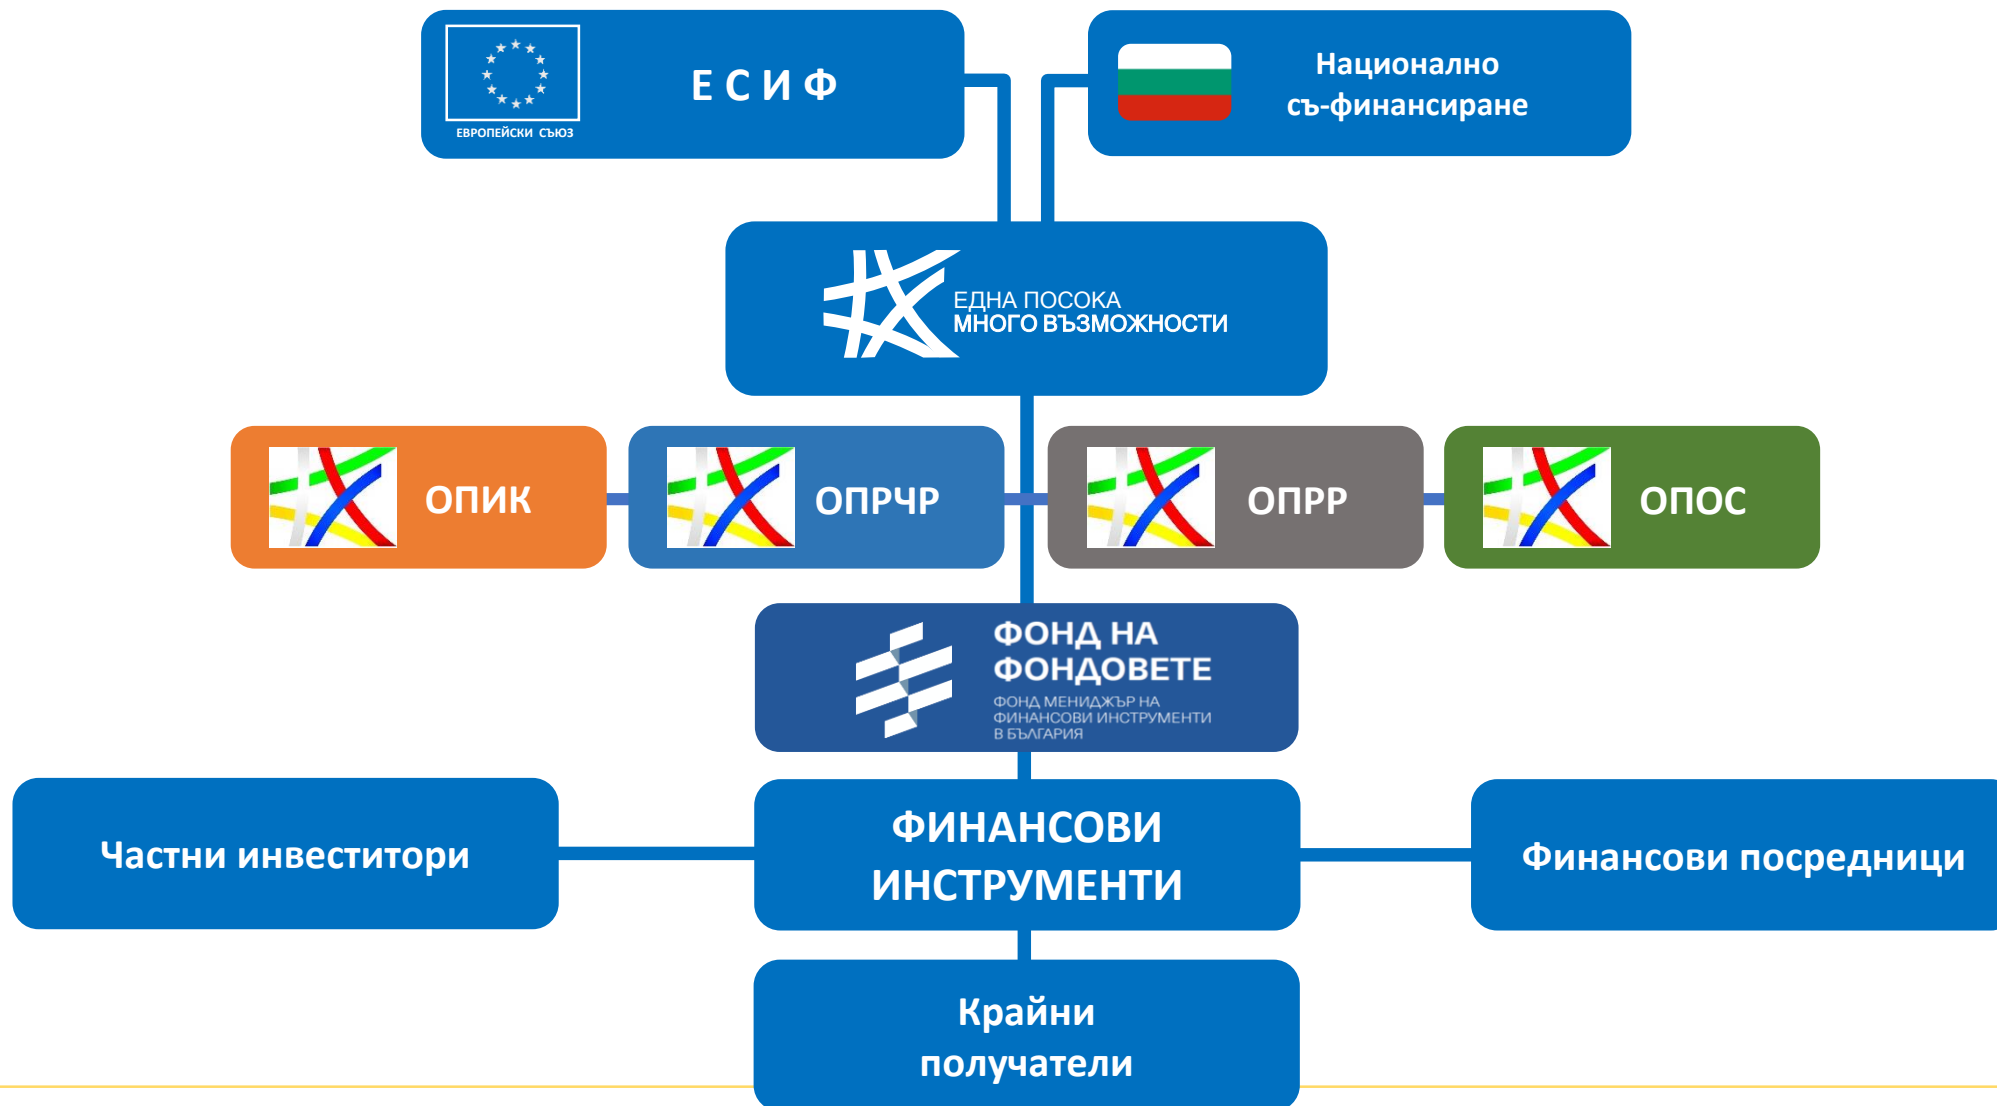 ЕВРОПЕЙСКИ СЪЮЗ
Е С И Ф
Национално
съ-финансиране
ЕДНА ПОСОКА
МНОГО ВЪЗМОЖНОСТИ
ОПИК
ОПРЧР
ОПРР
ОПОС
ФОНД НА
ФОНДОВЕТЕ
ФОНД МЕНИДЖЪР НА
ФИНАНСОВИ ИНСТРУМЕНТИ
В БЪЛГАРИЯ
Частни инвеститори
ФИНАНСОВИ
ИНСТРУМЕНТИ
Финансови посредници
Крайни
получатели